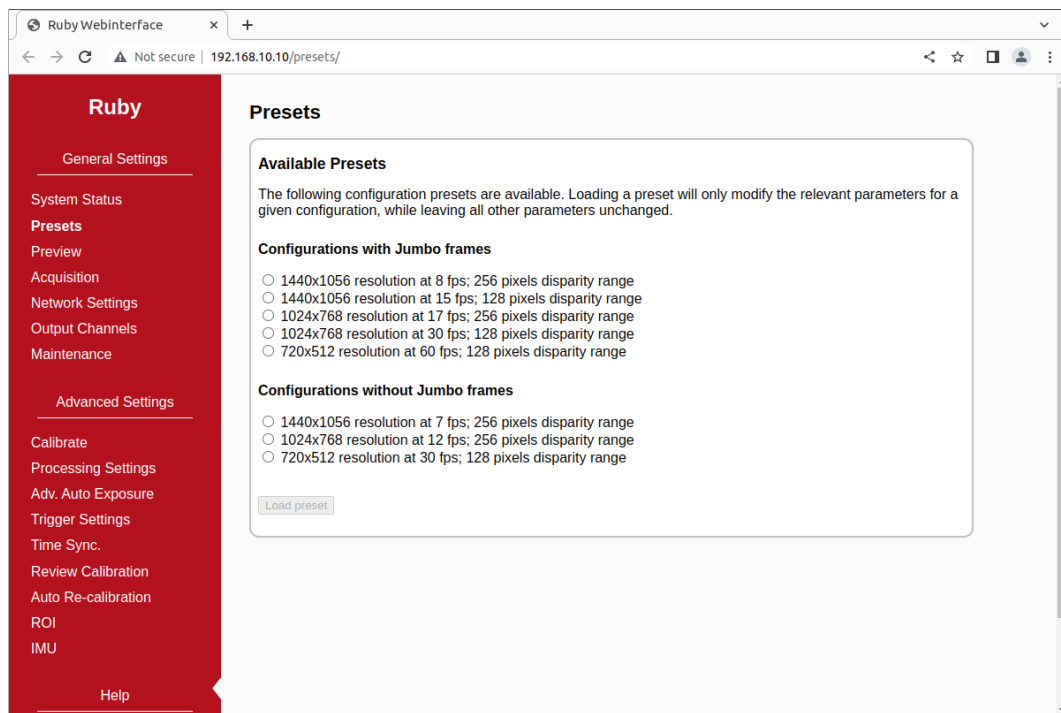 Ruby Webinterface
Not secure
192.168.10.10/presets/
Ruby
General Settings
System Status
Presets
Preview
Acquisition
Network Settings
Output Channels
Maintenance
Advanced Settings
Calibrate
Processing Settings
Adv. Auto Exposure
Trigger Settings
Time Sync.
Review Calibration
Auto Re-calibration
ROI
IMU
Help
Presets
Available Presets
The following configuration presets are available. Loading a preset will only modify the relevant parameters for a
given configuration, while leaving all other parameters unchanged.
Configurations with Jumbo frames
1440x1056 resolution at 8 fps; 256 pixels disparity range
1440x1056 resolution at 15 fps; 128 pixels disparity range
1024x768 resolution at 17 fps; 256 pixels disparity range
1024x768 resolution at 30 fps; 128 pixels disparity range
720x512 resolution at 60 fps; 128 pixels disparity range
Configurations without Jumbo frames
1440x1056 resolution at 7 fps; 256 pixels disparity range
1024x768 resolution at 12 fps; 256 pixels disparity range
720x512 resolution at 30 fps; 128 pixels disparity range
Load preset